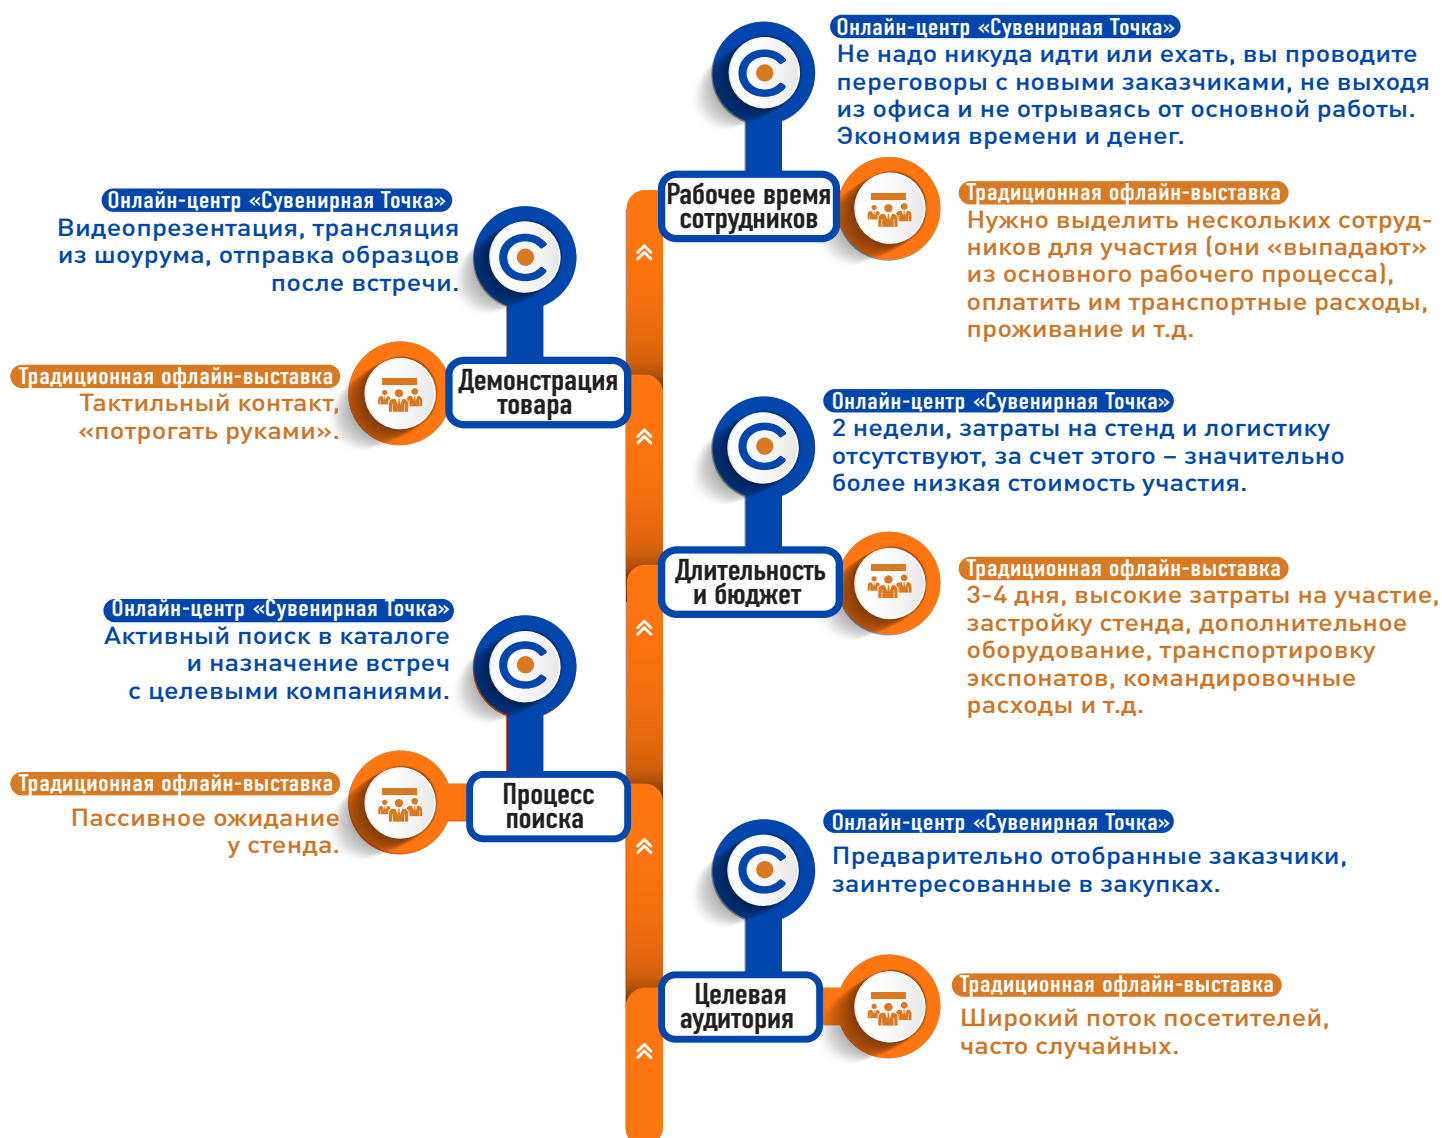 Онлайн-центр «Сувенирная Точка»
Не надо никуда идти или ехать, вы проводите
переговоры с новыми заказчиками, не выходя
из офиса и не отрываясь от основной работы.
Экономия времени и денег.
Рабочее время
сотрудников
Традиционная офлайн-выставка
Нужно выделить нескольких сотруд-
ников для участия (они «выпадают»
из основного рабочего процесса),
оплатить им транспортные расходы,
проживание и т.д.
Онлайн-центр «Сувенирная Точка»
Видеопрезентация, трансляция
из шоурума, отправка образцов
после встречи.
Демонстрация
товара
Традиционная офлайн-выставка
Тактильный контакт,
«потрогать руками».
Онлайн-центр «Сувенирная Точка»
2 недели, затраты на стенд и логистику
отсутствуют, за счет этого – значительно
более низкая стоимость участия.
Длительность
и бюджет
Традиционная офлайн-выставка
3-4 дня, высокие затраты на участие,
застройку стенда, дополнительное
оборудование, транспортировку
экспонатов, командировочные
расходы и т.д.
Онлайн-центр «Сувенирная Точка»
Активный поиск в каталоге
и назначение встреч
с целевыми компаниями.
Процесс
поиска
Традиционная офлайн-выставка
Пассивное ожидание
у стенда.
Онлайн-центр «Сувенирная Точка»
Предварительно отобранные заказчики,
заинтересованные в закупках.
Целевая
аудитория
Традиционная офлайн-выставка
Широкий поток посетителей,
часто случайных.